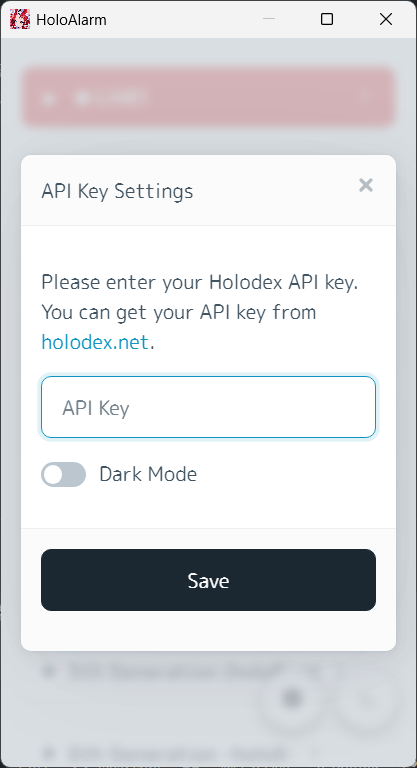 HoloAlarm
API Key Settings
Please enter your Holodex API key.
You can get your API key from
holodex.net.
API Key
Dark Mode
Save